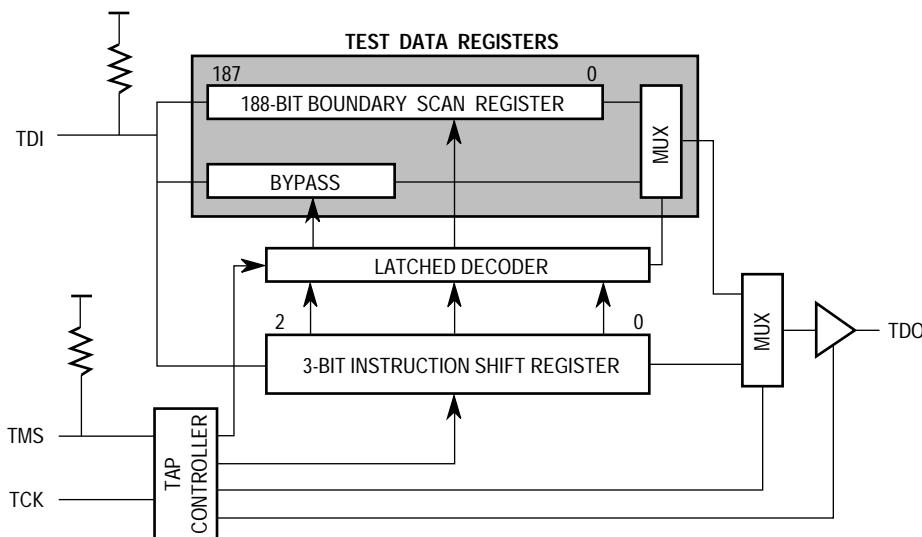 TEST DATA REGISTERS
187 0
188-BIT BOUNDARY SCAN REGISTER
TDI
MUX
BYPASS
LATCHED DECODER
2 0
3-BIT INSTRUCTION SHIFT REGISTER
MUX
TDO
TMS
TAP
CONTROLLER
TCK